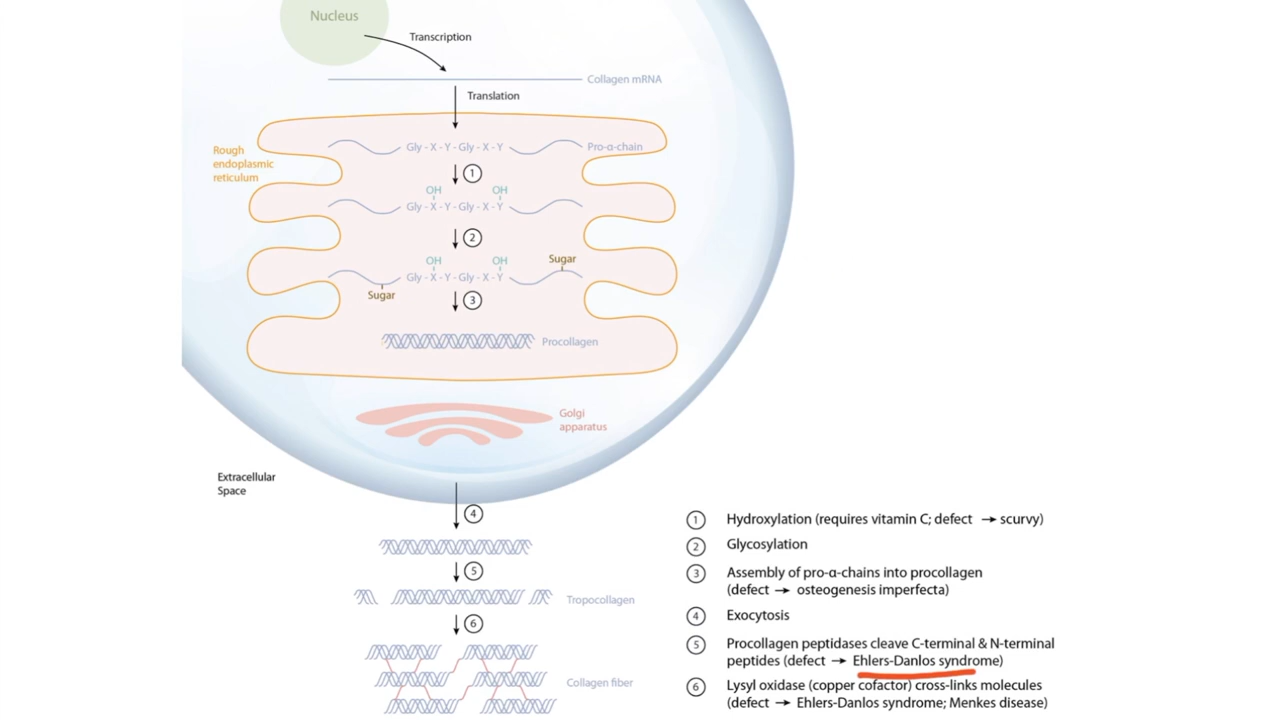 Nucleus
Transcription
Collagen mRNA
Translation
Rough
endoplasmic
reticulum
Gly - X - Y - Gly - X - Y
Pro-α-chain
1
OH OH
Gly - X - Y - Gly - X - Y
2
OH OH
Sugar
Gly - X - Y - Gly - X - Y
Sugar
3
Procollagen
Golgi
apparatus
Extracellular
Space
4
5
Tropocollagen
6
Collagen fiber
1 Hydroxylation (requires vitamin C; defect → scurvy)
2 Glycosylation
3 Assembly of pro-α-chains into procollagen
(defect → osteogenesis imperfecta)
4 Exocytosis
5 Procollagen peptidases cleave C-terminal & N-terminal
peptides (defect → Ehlers-Danlos syndrome)
6 Lysyl oxidase (copper cofactor) cross-links molecules
(defect → Ehlers-Danlos syndrome; Menkes disease)